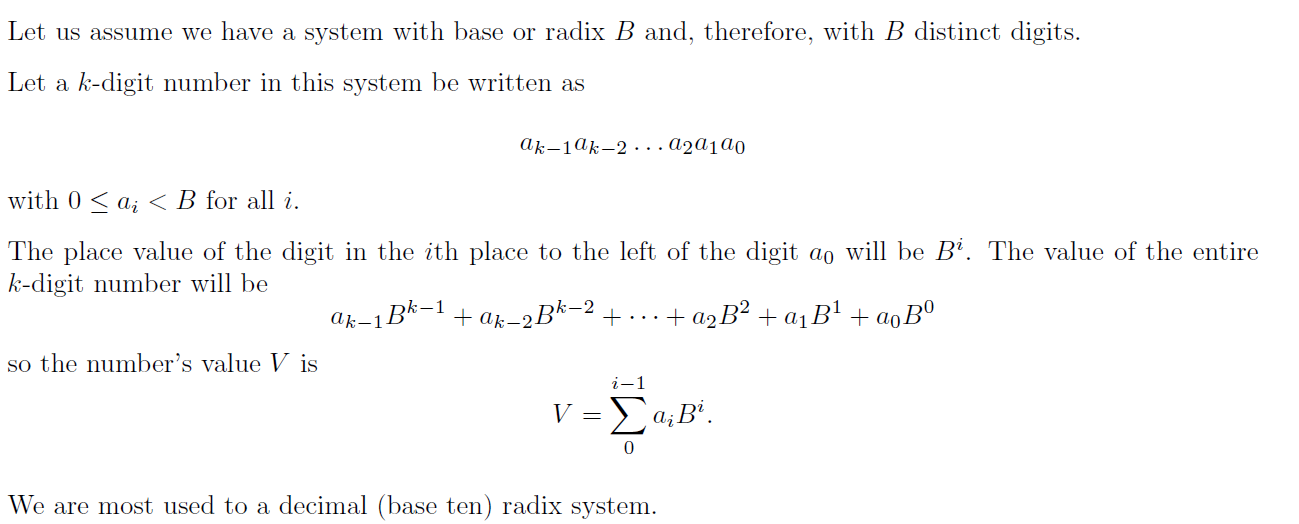 Let us assume we have a system with base or radix B and, therefore, with B distinct digits.
Let a k-digit number in this system be written as
a_{k−1}a_{k−2} . . . a_2a_1a_0
with 0 ≤ a_i < B for all i.
The place value of the digit in the ith place to the left of the digit a_0 will be B^i. The value of the entire
k-digit number will be
a_{k−1}B^{k−1} + a_{k−2}B^{k−2} + · · · + a_2B^2 + a_1B^1 + a_0B^0
so the number's value V is
V = \sum_{0}^{i−1} a_iB^i.
We are most used to a decimal (base ten) radix system.